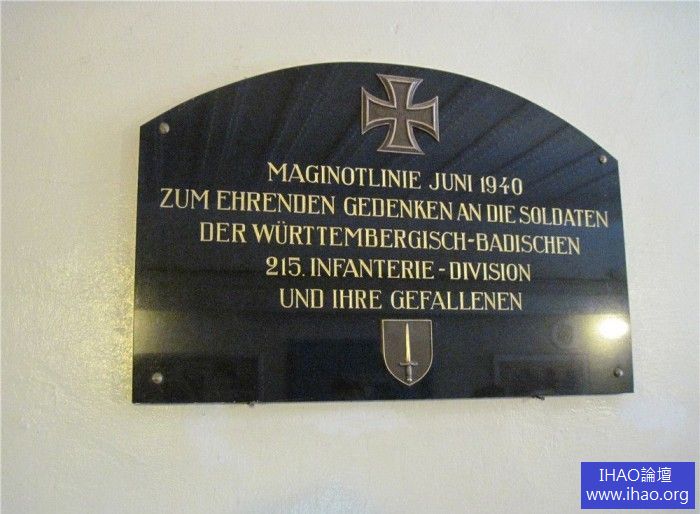 MAGINOTLINIE JUNI 1940
ZUM EHRENDEN GEDENKEN AN DIE SOLDATEN
DER WÜRTTEMBERGISCH-BADISCHEN
215. INFANTERIE-DIVISION
UND IHRE GEFALLENEN
IHAO論壇
www.ihao.org